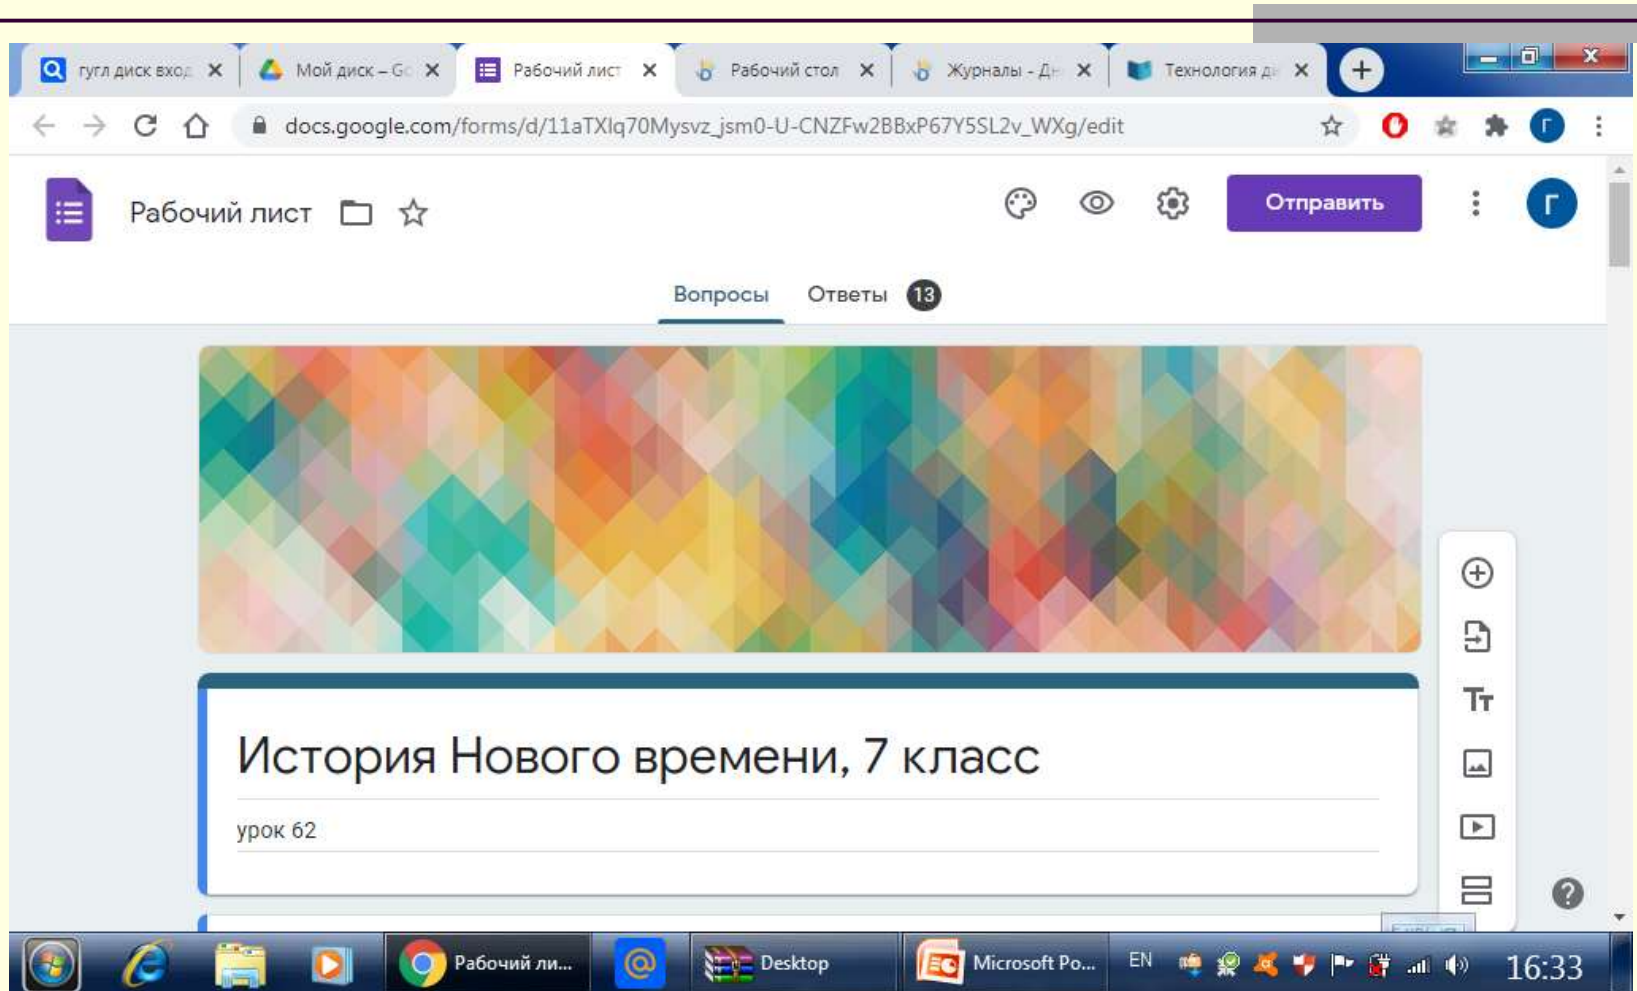 гугл диск вход
Мой диск – Go
Рабочий лист
Рабочий стол
Журналы - Дн
Технология ди
docs.google.com/forms/d/11aTXlq70Mysvz_jsm0-U-CNZFw2BBxP67Y5SL2v_WXg/edit
Г
Рабочий лист
Отправить
Г
Вопросы
Ответы 13
История Нового времени, 7 класс
урок 62
Рабочий ли...
Desktop
Microsoft Po...
EN
16:33